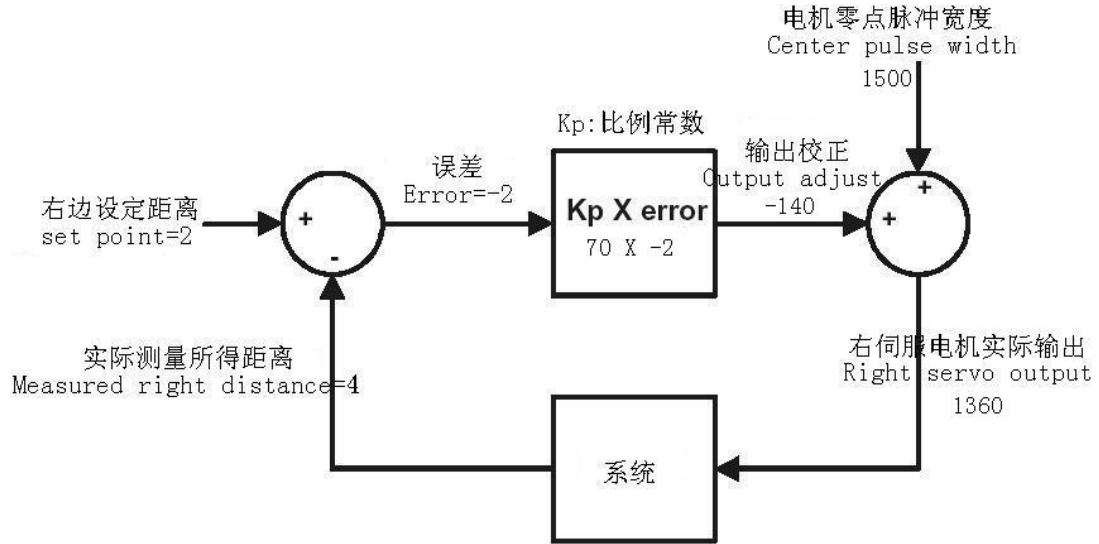 电机零点脉冲宽度
Center pulse width
1500
Kp:比例常数
误差
Error=-2
输出校正
Output adjust
-140
右边设定距离
set point=2
+
-
Kp X error
70 X -2
+
+
实际测量所得距离
Measured right distance=4
右伺服电机实际输出
Right servo output
1360
系统